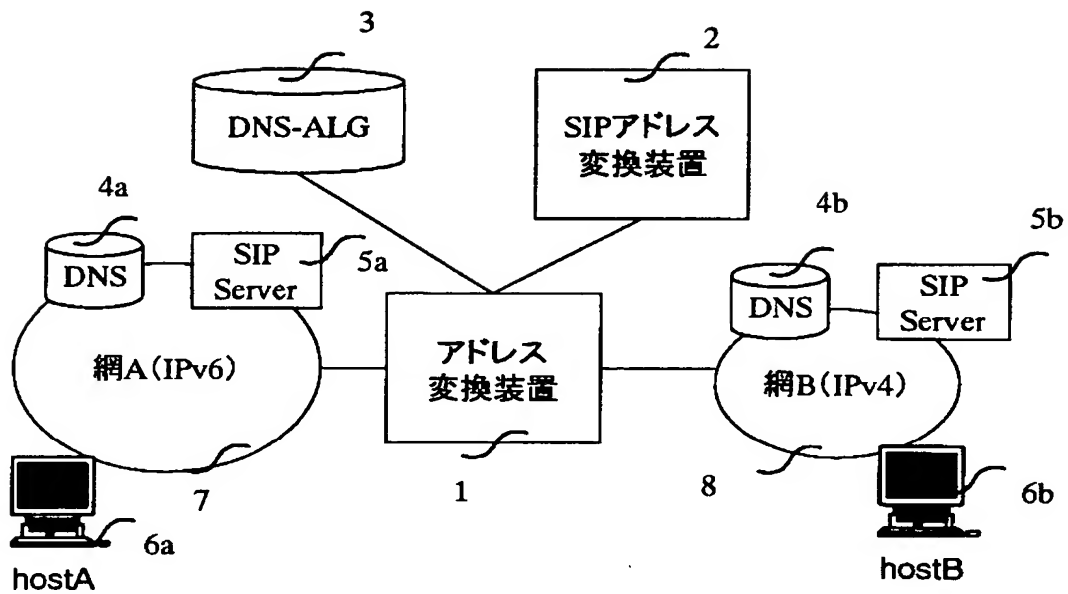 3
2
DNS-ALG
SIPアドレス
変換装置
4a
4b
5b
DNS
SIP
Server
5a
DNS
SIP
Server
アドレス
変換装置
網A(IPv6)
網B(IPv4)
7
1
8
6a
6b
hostA
hostB